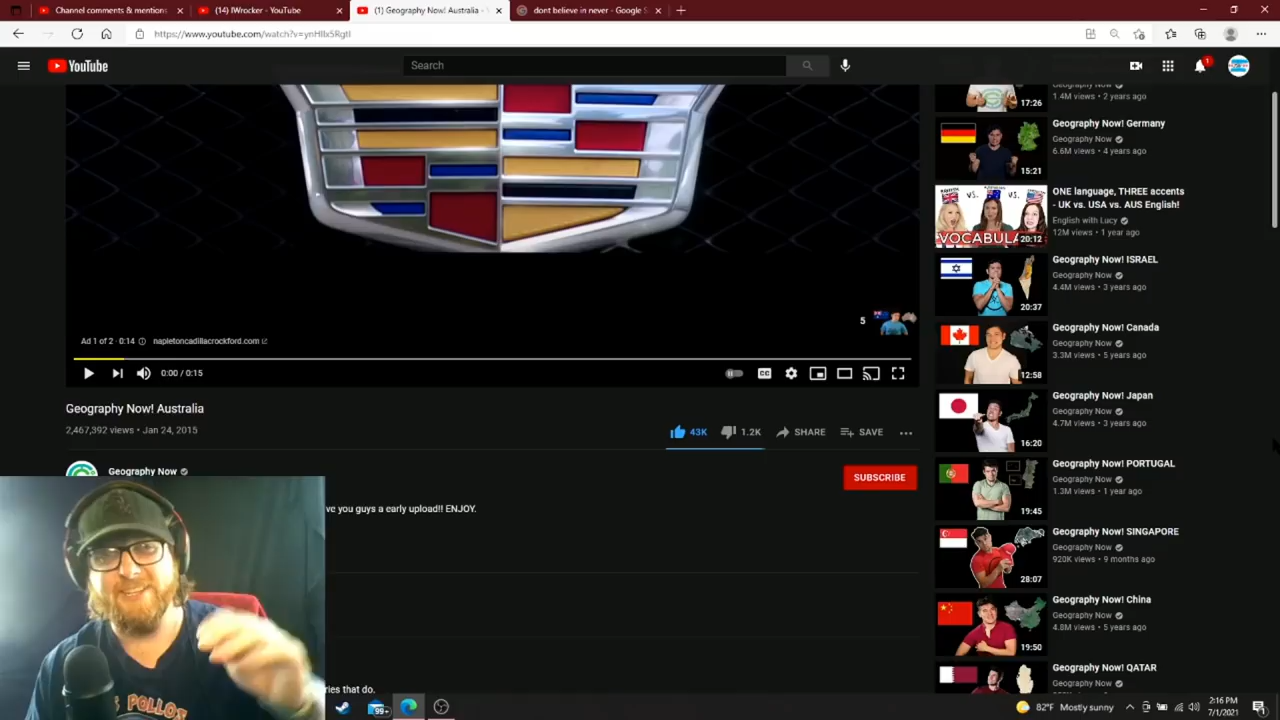 Channel comments & mentions
(14) IWrocker - YouTube
(1) Geography Now! Australia -
dont believe in never - Google S
https://www.youtube.com/watch?v=ynHIlx5RgtI
YouTube
Search
1
17:26
1.4M views • 2 years ago
Geography Now! Germany
Geography Now
6.6M views • 4 years ago
15:21
ONE language, THREE accents
- UK vs. USA vs. AUS English!
English with Lucy
12M views • 1 year ago
VS. VS.
VOCABULA
20:12
Geography Now! ISRAEL
Geography Now
4.4M views • 3 years ago
20:37
Geography Now! Canada
Geography Now
3.3M views • 5 years ago
12:58
Geography Now! Japan
Geography Now
4.7M views • 3 years ago
16:20
Geography Now! PORTUGAL
Geography Now
1.3M views • 1 year ago
19:45
Geography Now! SINGAPORE
Geography Now
920K views • 9 months ago
28:07
Geography Now! China
Geography Now
4.8M views • 5 years ago
19:50
Geography Now! QATAR
Geography Now
5
Ad 1 of 2 · 0:14 napletoncadillacrockford.com
0:00 / 0:15
CC
Geography Now! Australia
2,467,392 views • Jan 24, 2015
43K
1.2K
SHARE
SAVE
Geography Now
SUBSCRIBE
ve you guys a early upload!! ENJOY.
ries that do.
POLLO
99+
82°F Mostly sunny
2:16 PM
7/1/2021
1